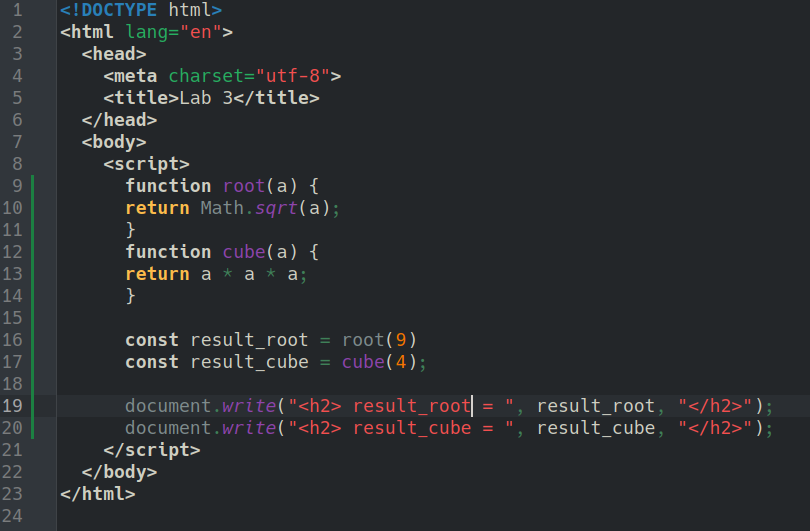 1 <!DOCTYPE html>
2 <html lang="en">
3   <head>
4     <meta charset="utf-8">
5     <title>Lab 3</title>
6   </head>
7   <body>
8     <script>
9       function root(a) {
10       return Math.sqrt(a);
11       }
12       function cube(a) {
13       return a * a * a;
14       }
15
16       const result_root = root(9)
17       const result_cube = cube(4);
18
19       document.write("<h2> result_root = ", result_root, "</h2>");
20       document.write("<h2> result_cube = ", result_cube, "</h2>");
21     </script>
22   </body>
23 </html>
24